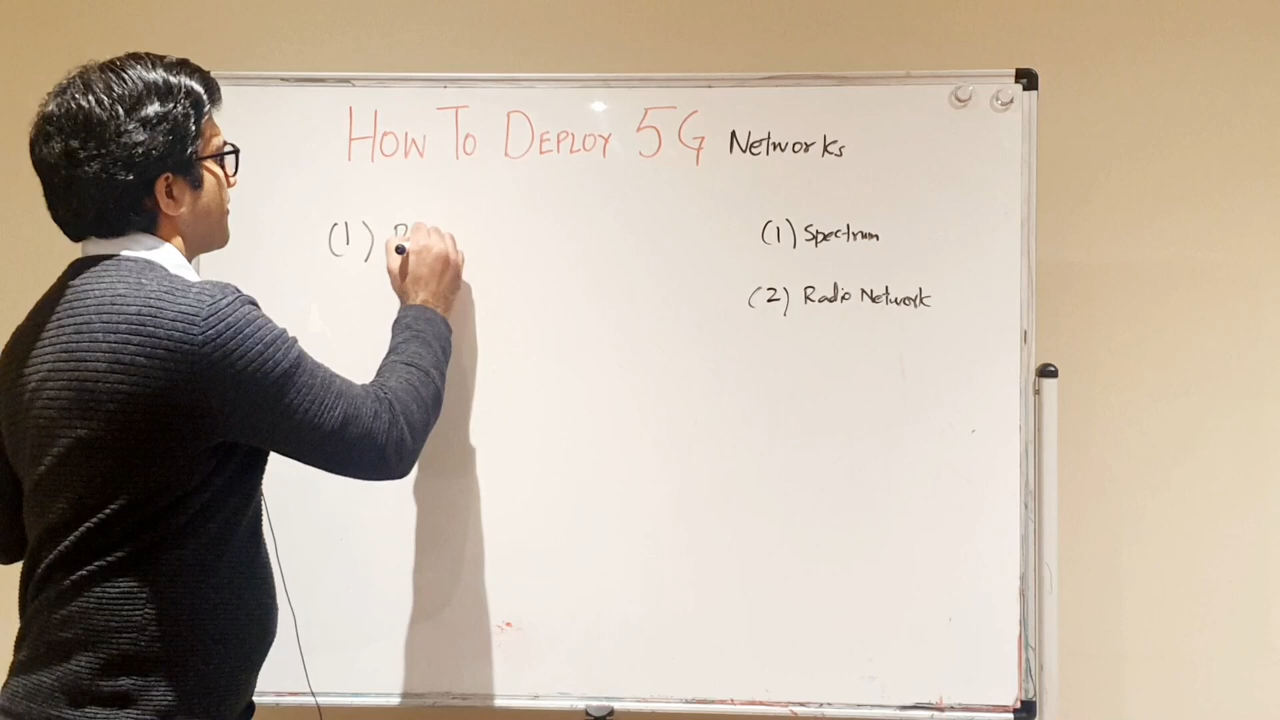 HOW TO DEPLOY 5G Networks
(1)
(1) Spectrum
(2) Radio Network